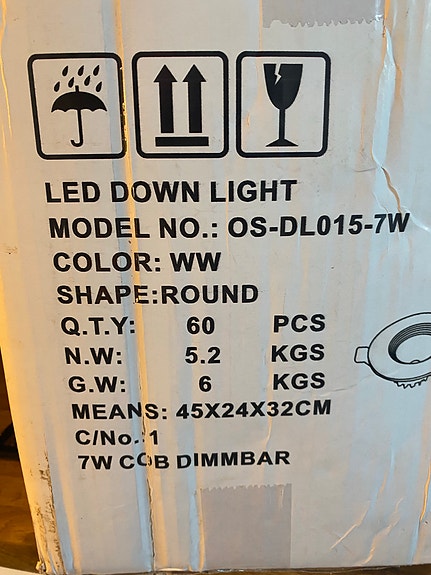 LED DOWN LIGHT
MODEL NO.: OS-DL015-7W
COLOR: WW
SHAPE:ROUND
Q.T.Y: 60 PCS
N.W: 5.2 KGS
G.W: 6 KGS
MEANS: 45X24X32CM
C/No.:1
7W COB DIMMBAR